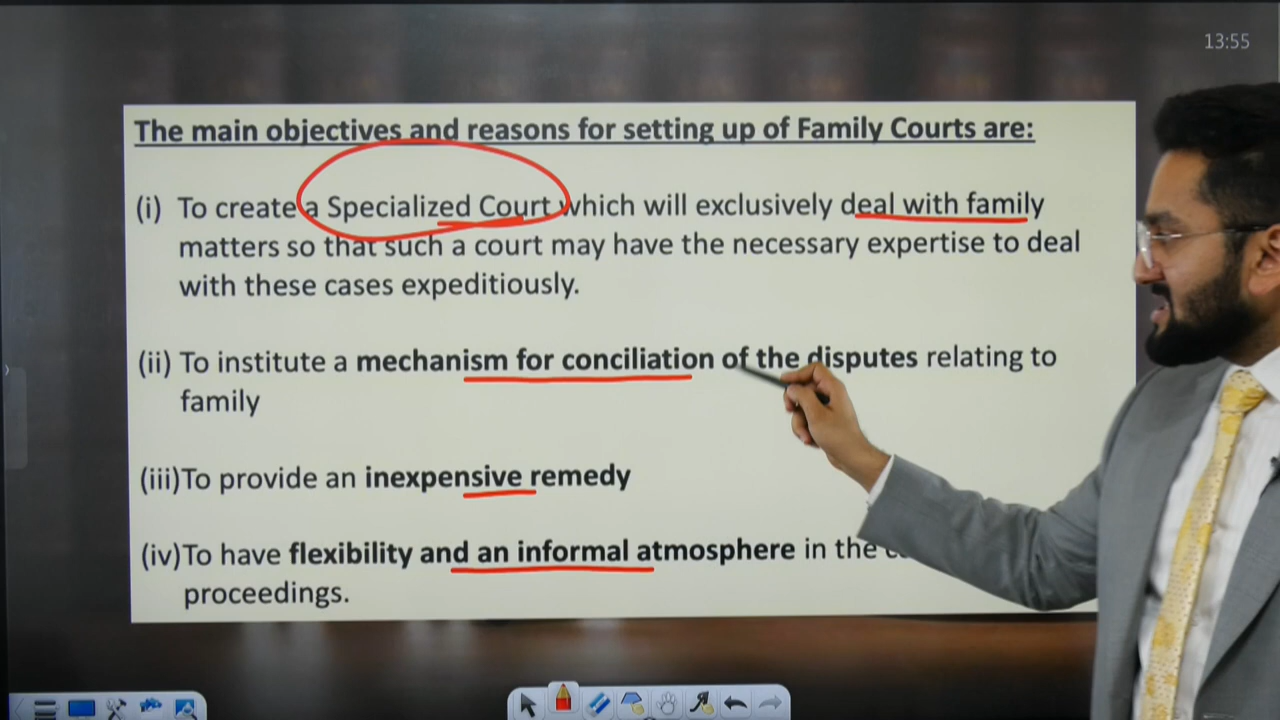 13:55
The main objectives and reasons for setting up of Family Courts are:
(i) To create a Specialized Court which will exclusively deal with family
matters so that such a court may have the necessary expertise to deal
with these cases expeditiously.
(ii) To institute a mechanism for conciliation of the disputes relating to
family
(iii)To provide an inexpensive remedy
(iv)To have flexibility and an informal atmosphere in the
proceedings.